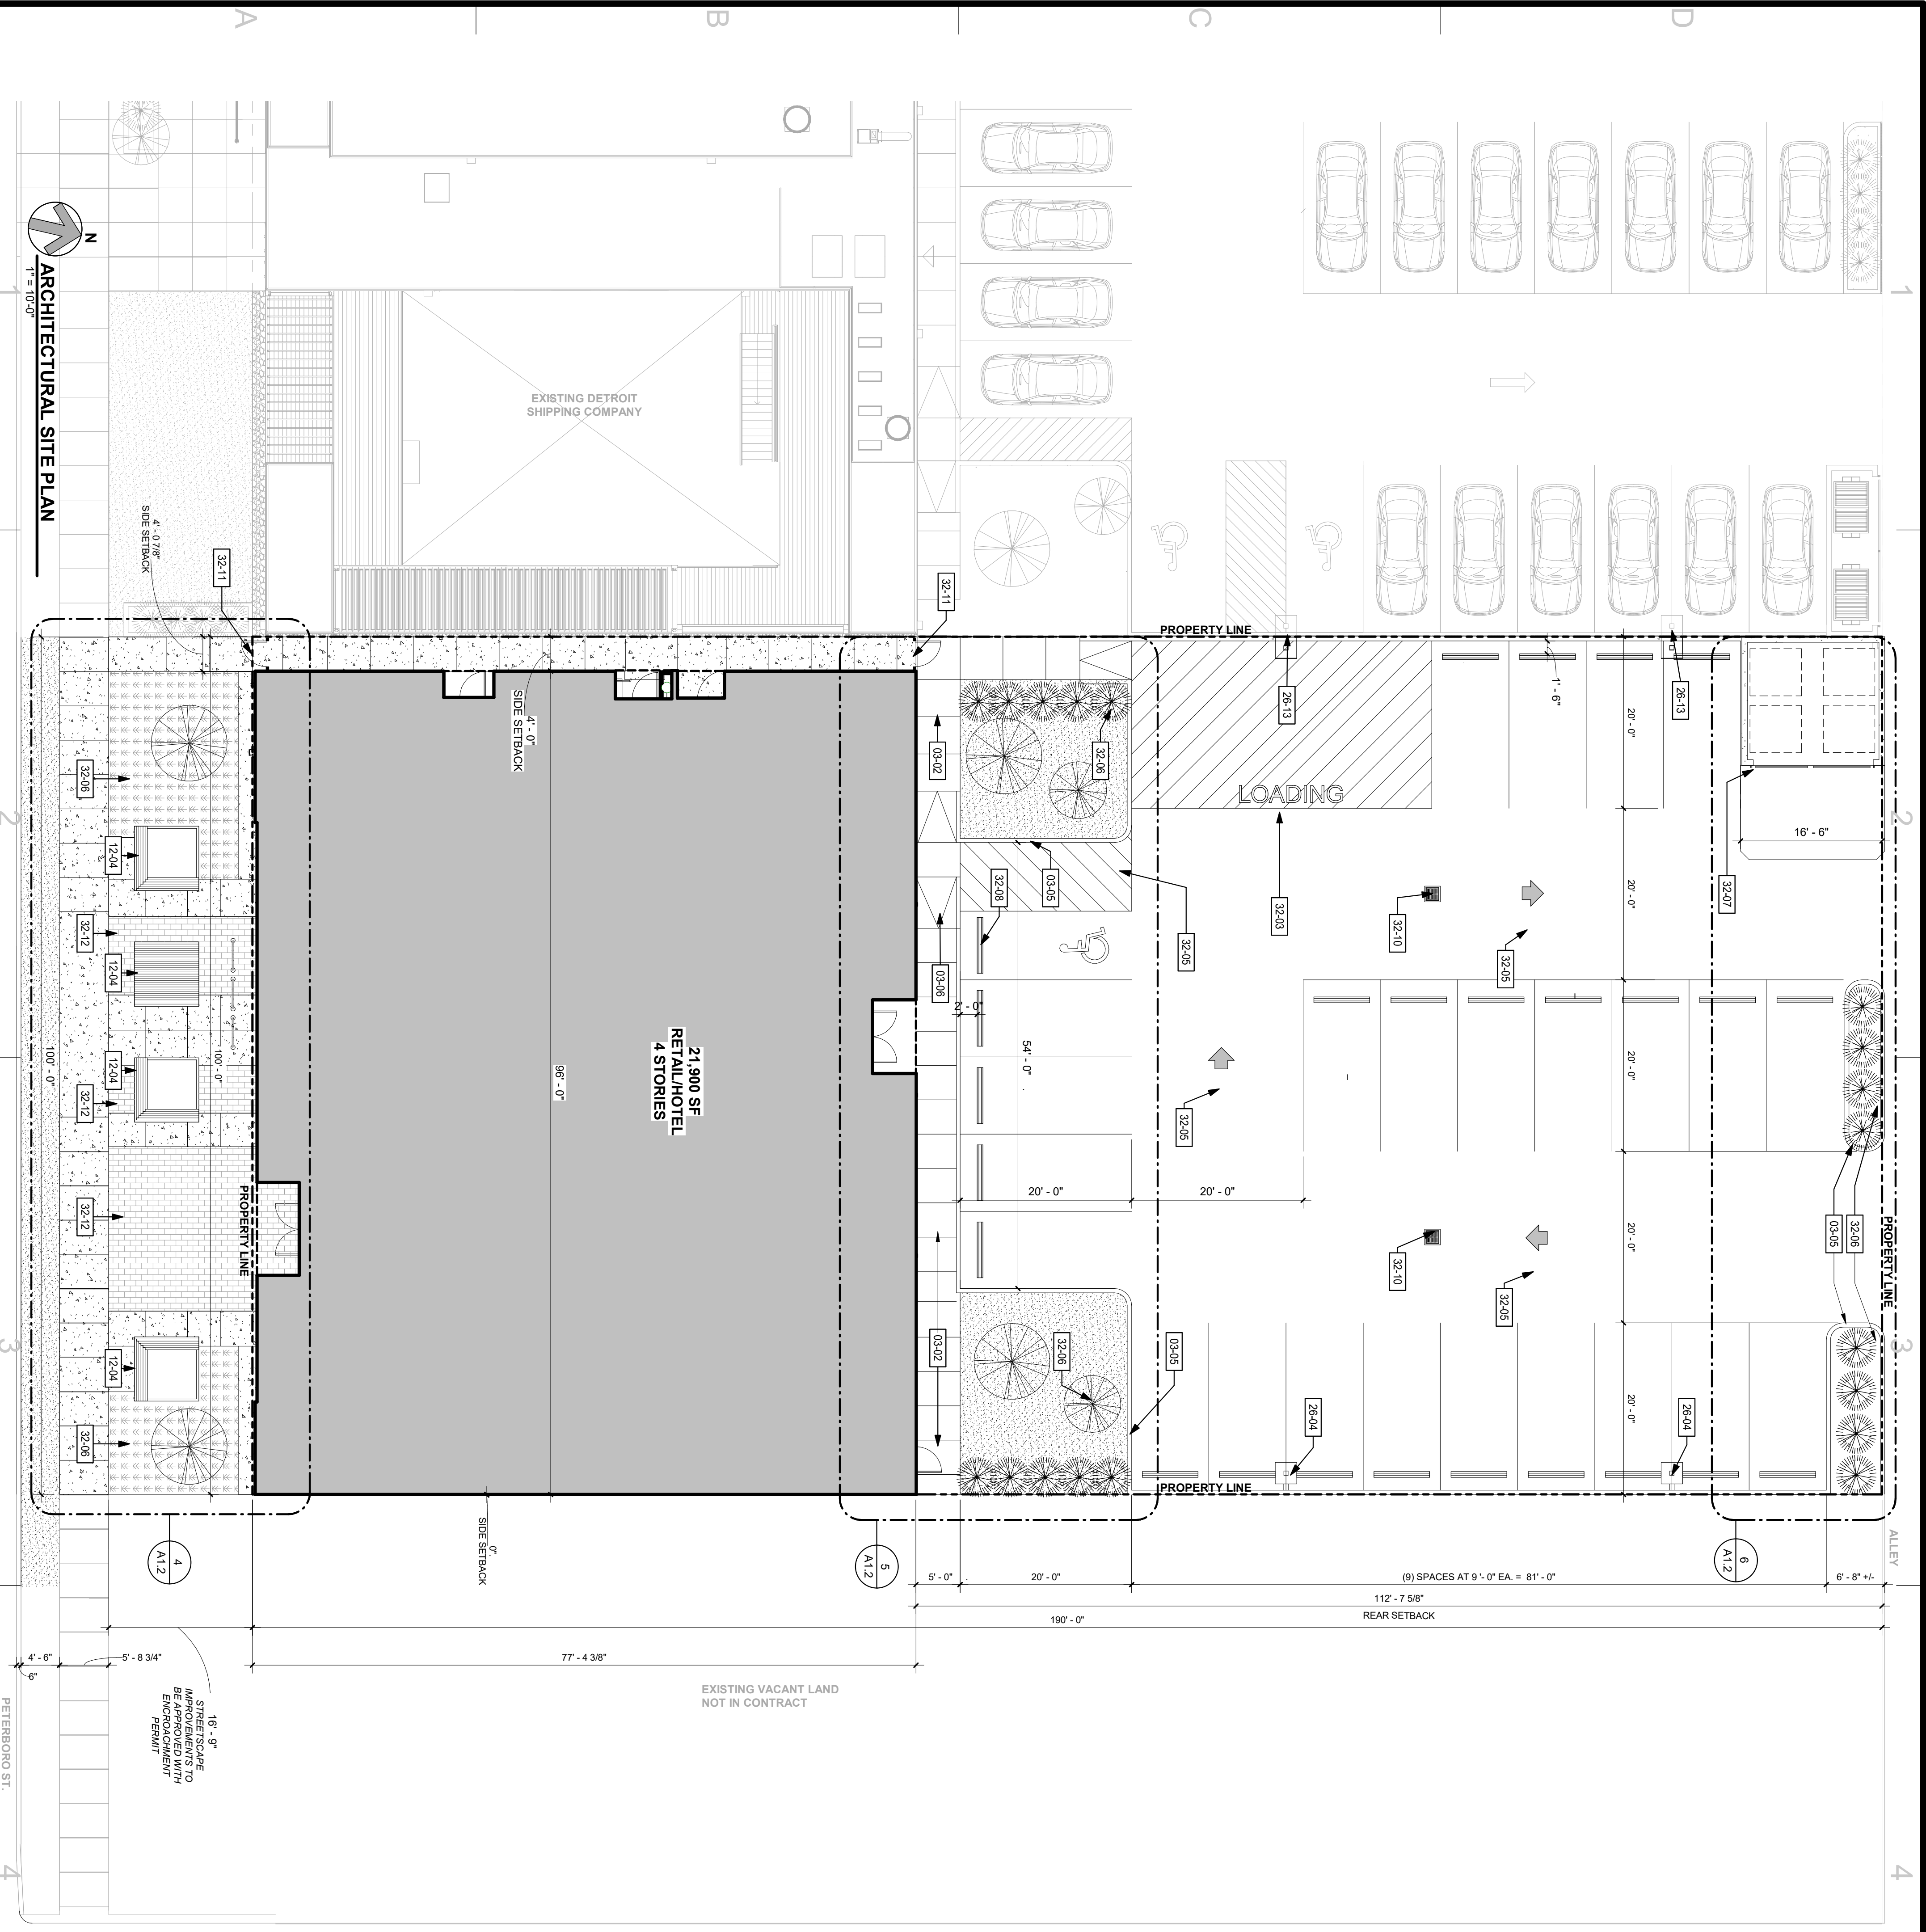 A
B
C
D
1
2
3
4
1
2
3
4
N
ARCHITECTURAL SITE PLAN
1" = 10'-0"
EXISTING DETROIT
SHIPPING COMPANY
4' - 0 7/8"
SIDE SETBACK
32-11
32-11
PROPERTY LINE
26-13
26-13
1' - 6"
20' - 0"
4' - 0"
SIDE SETBACK
03-02
32-06
32-06
12-04
LOADING
16' - 6"
32-07
03-05
32-08
32-05
32-03
32-10
32-05
20' - 0"
32-12
12-04
03-06
2' - 0"
54' - 0"
21,900 SF
RETAIL/HOTEL
4 STORIES
96' - 0"
100' - 0"
100' - 0"
12-04
32-12
32-05
20' - 0"
20' - 0"
20' - 0"
32-12
PROPERTY LINE
03-02
32-10
32-05
20' - 0"
03-05
32-06
PROPERTY LINE
12-04
32-06
32-06
03-05
26-04
26-04
20' - 0"
PROPERTY LINE
0"
SIDE SETBACK
4
A1.2
5
A1.2
6
A1.2
ALLEY
5' - 0"
20' - 0"
(9) SPACES AT 9 '- 0" EA. = 81' - 0"
6' - 8" +/-
112' - 7 5/8"
REAR SETBACK
190' - 0"
4' - 6"
6"
5' - 8 3/4"
77' - 4 3/8"
16' - 9"
STREETSCAPE
IMPROVEMENTS TO
BE APPROVED WITH
ENCROACHMENT
PERMIT
EXISTING VACANT LAND
NOT IN CONTRACT
PETERBORO ST.